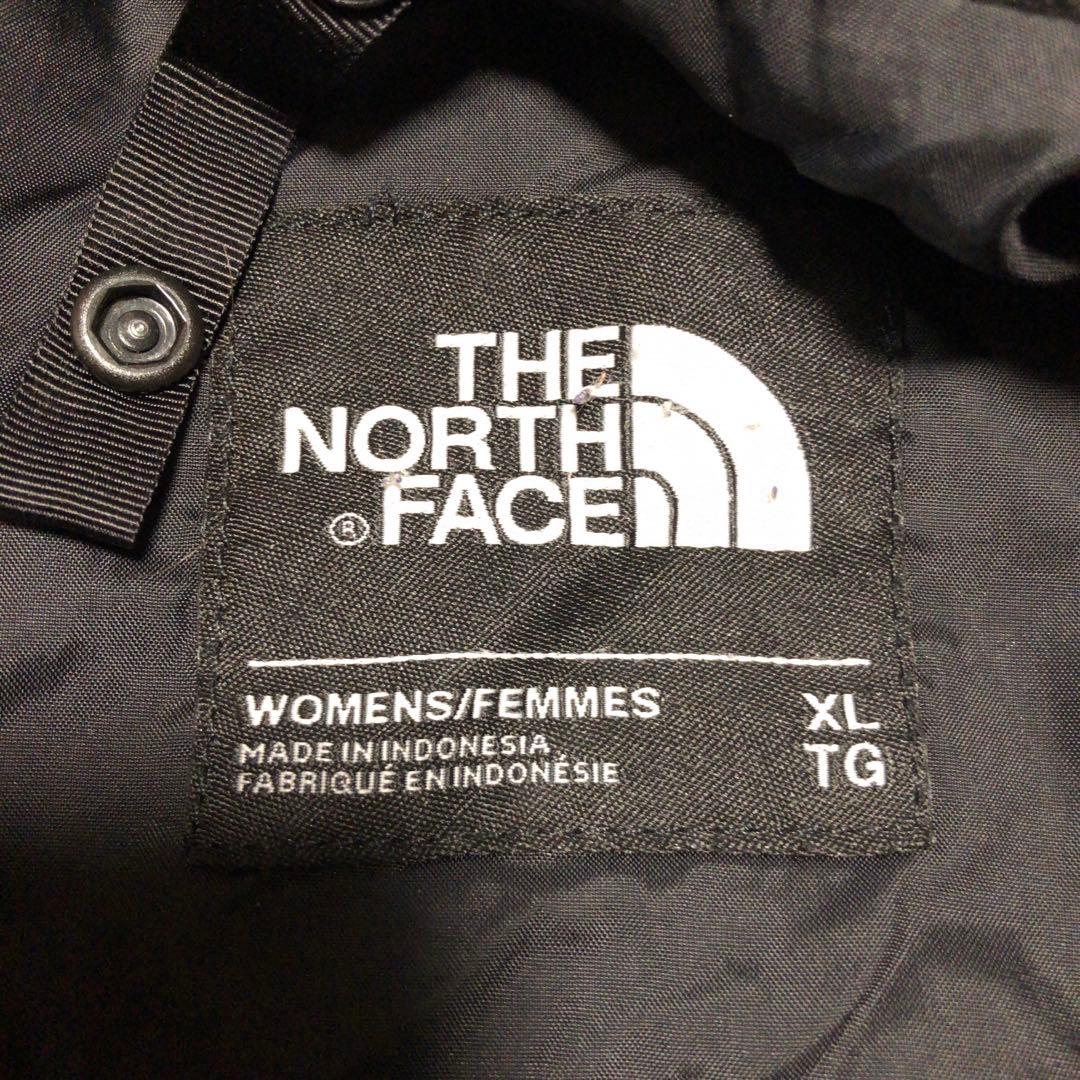 THE
NORTH
® FACE
WOMENS/FEMMES XL
MADE IN INDONESIA TG
FABRIQUÉ EN INDONÉSIE